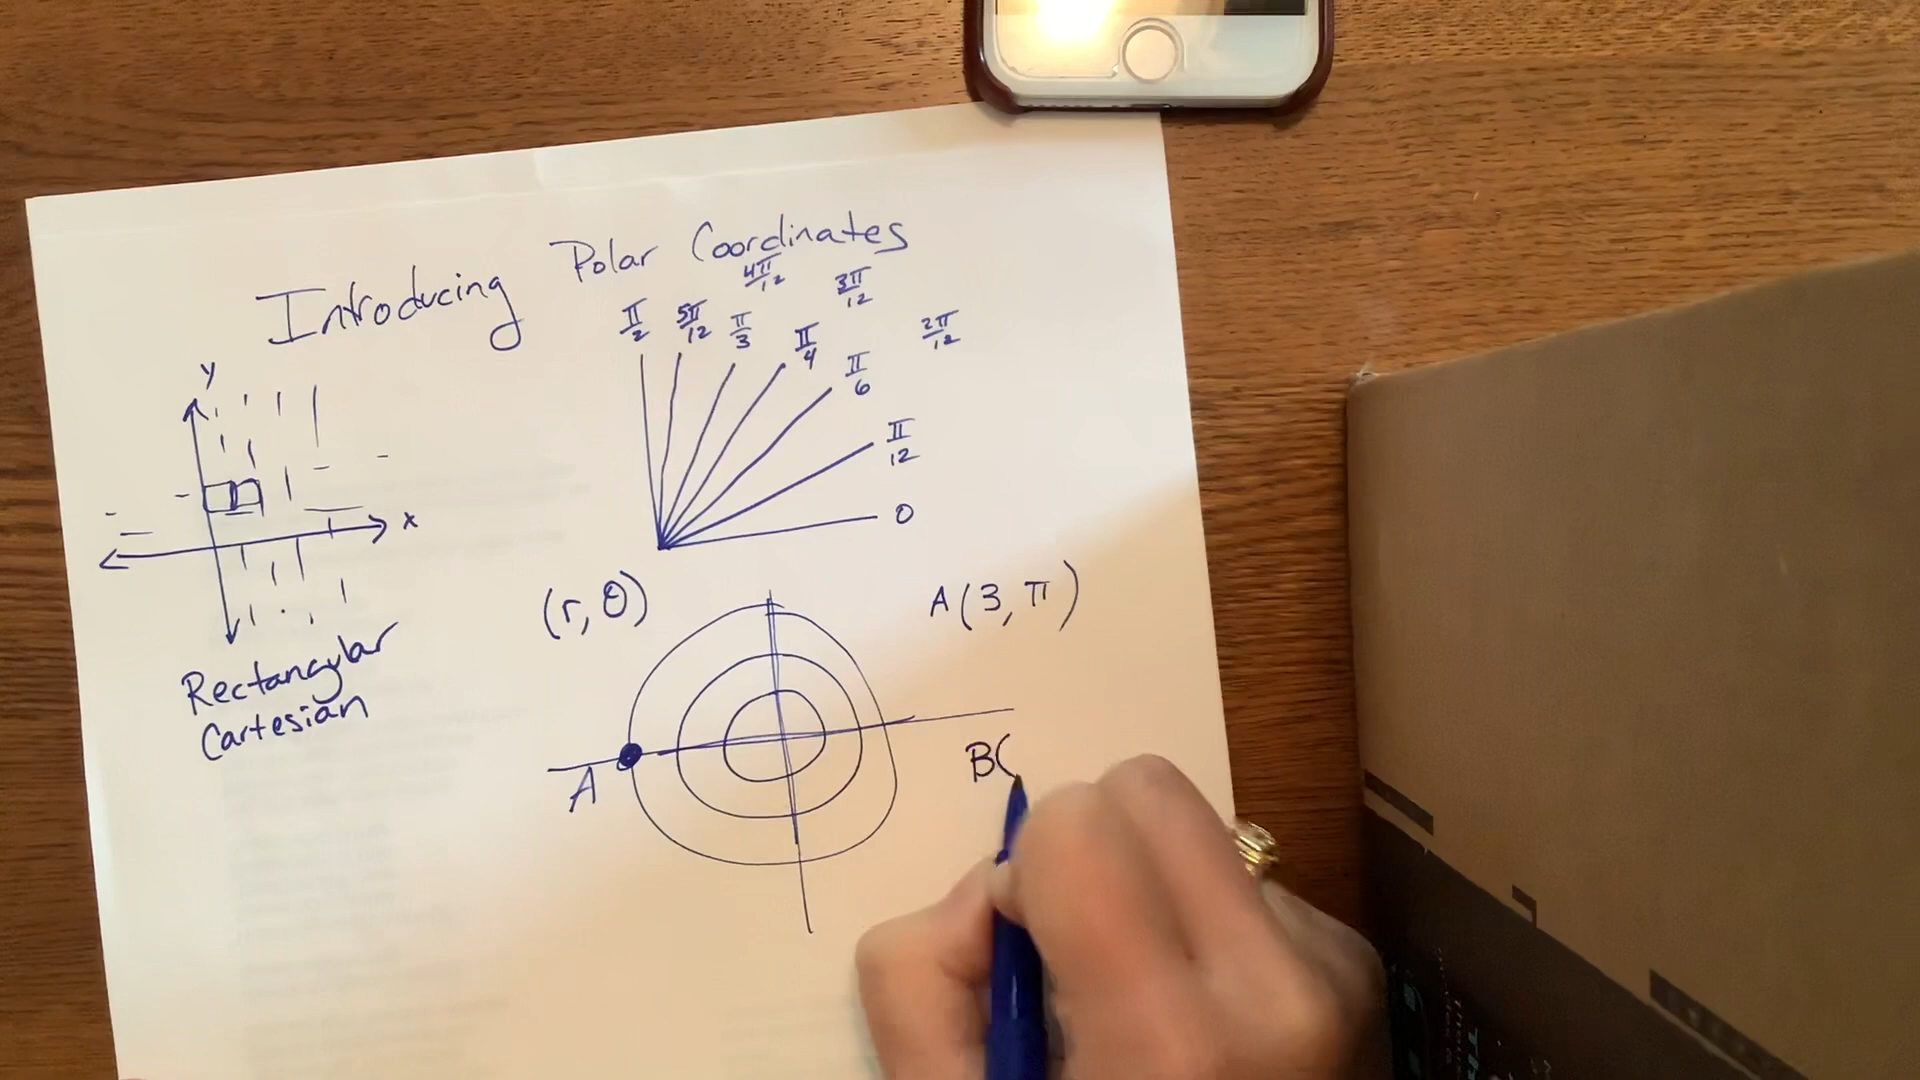 Introducing Polar Coordinates
4π/12
3π/12
π/2
5π/12
π/3
π/4
2π/12
π/6
π/12
0
y
x
Rectangular
Cartesian
(r, θ)
A(3, π)
A
B(